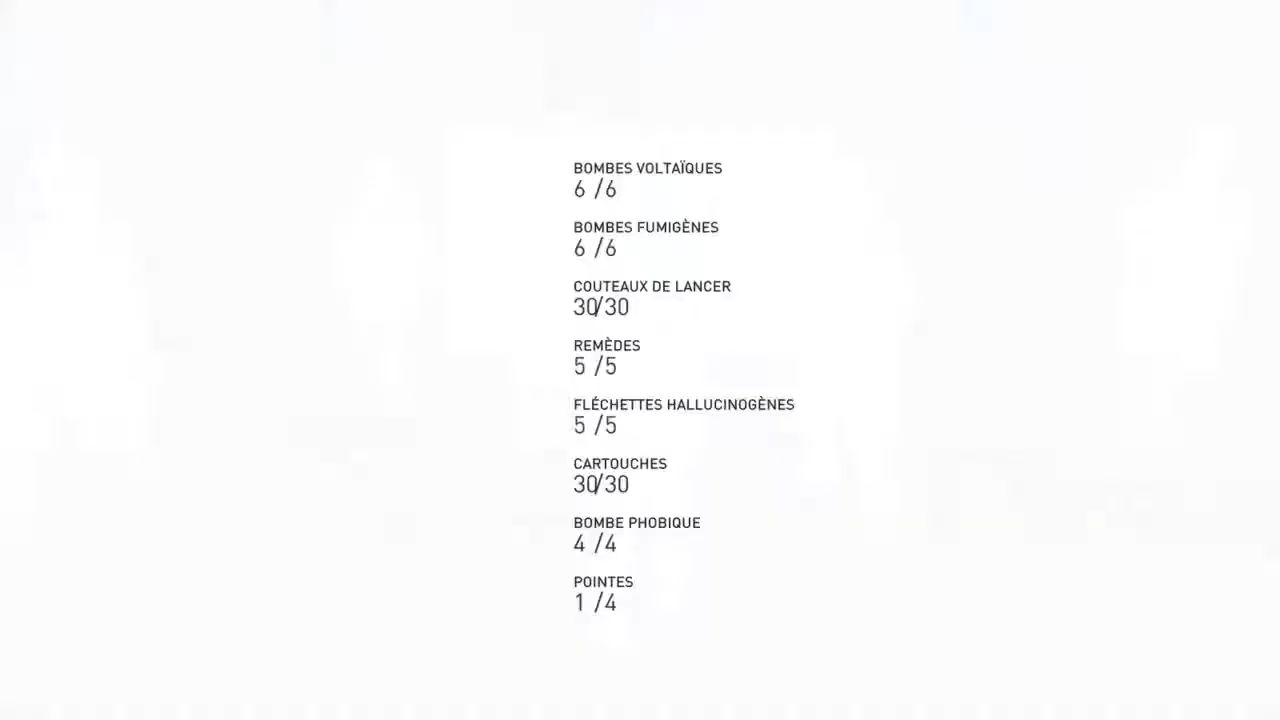 BOMBES VOLTAÏQUES
6 /6
BOMBES FUMIGÈNES
6 /6
COUTEAUX DE LANCER
30/30
REMÈDES
5 /5
FLÉCHETTES HALLUCINOGÈNES
5 /5
CARTOUCHES
30/30
BOMBE PHOBIQUE
4 /4
POINTES
1 /4